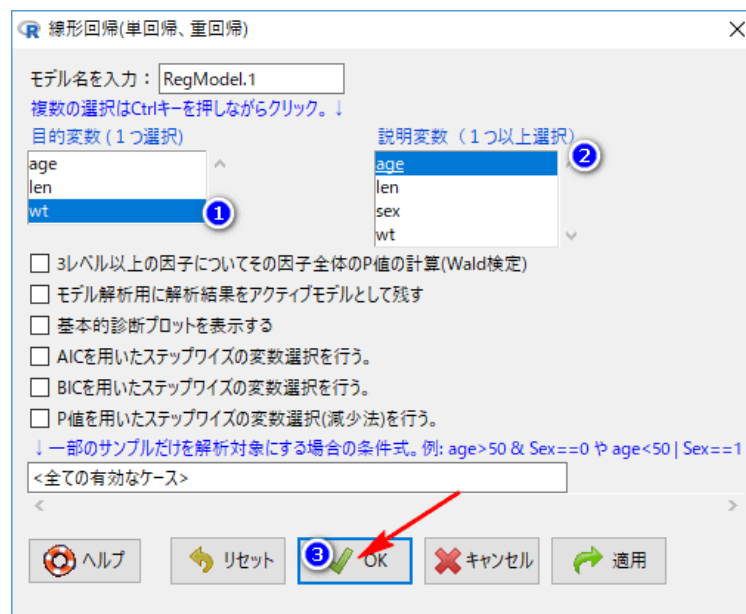 線形回帰(単回帰、重回帰)
モデル名を入力： RegModel.1
複数の選択はCtrlキーを押しながらクリック。↓
目的変数 (１つ選択)
age
len
wt
1
説明変数 （１つ以上選択)
2
age
len
sex
wt
3レベル以上の因子についてその因子全体のP値の計算(Wald検定)
モデル解析用に解析結果をアクティブモデルとして残す
基本的診断プロットを表示する
AICを用いたステップワイズの変数選択を行う。
BICを用いたステップワイズの変数選択を行う。
P値を用いたステップワイズの変数選択(減少法)を行う。
↓一部のサンプルだけを解析対象にする場合の条件式。例: age>50 & Sex==0 や age<50 | Sex==1
<全ての有効なケース>
ヘルプ リセット 3 OK キャンセル 適用